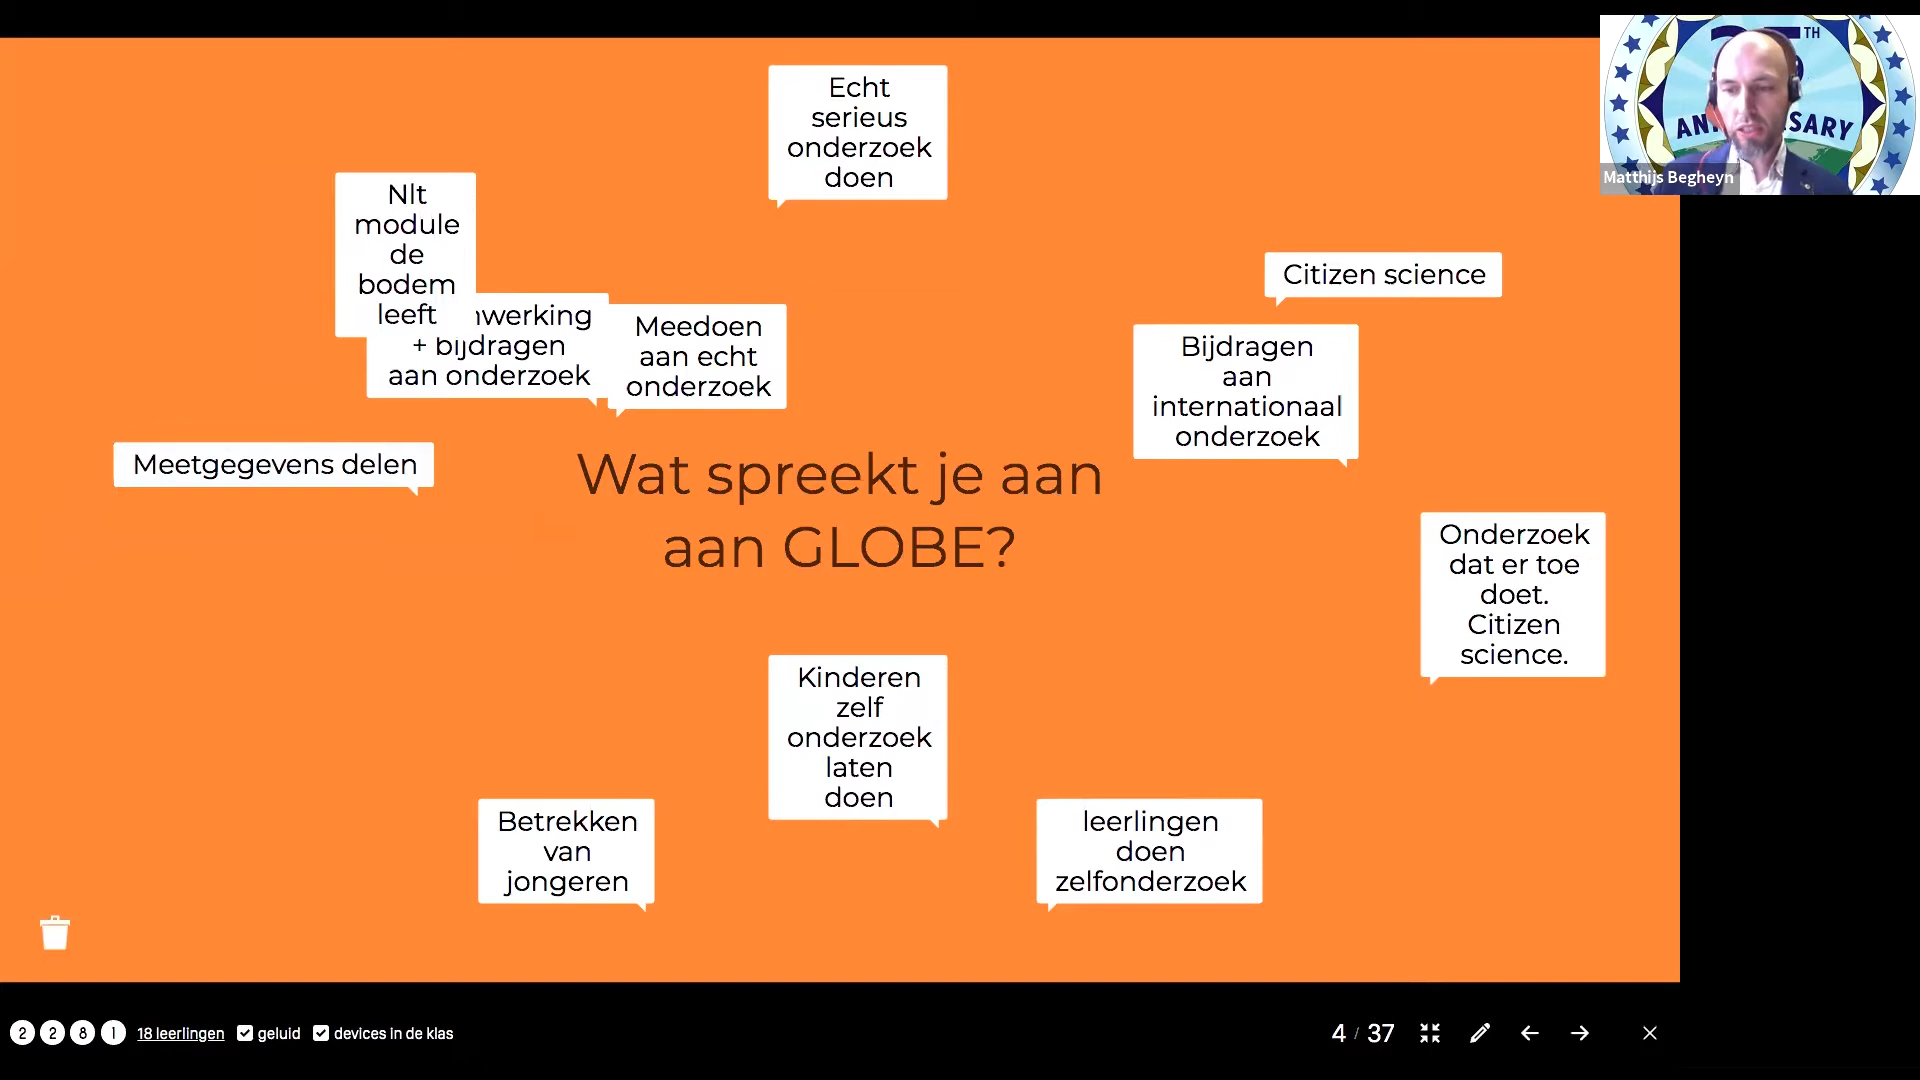 Echt
serieus
onderzoek
doen
TH
SARY
Matthijs Begheyn
Nlt
module
de
bodem
leeft
+ bijdragen
aan onderzoek
Meedoen
aan echt
onderzoek
Citizen science
Bijdragen
aan
internationaal
onderzoek
Meetgegevens delen
Wat spreekt je aan
aan GLOBE?
Onderzoek
dat er toe
doet.
Citizen
science.
Kinderen
zelf
onderzoek
laten
doen
Betrekken
van
jongeren
leerlingen
doen
zelfonderzoek
2 2 8 1 18 leerlingen geluid devices in de klas
4 / 37